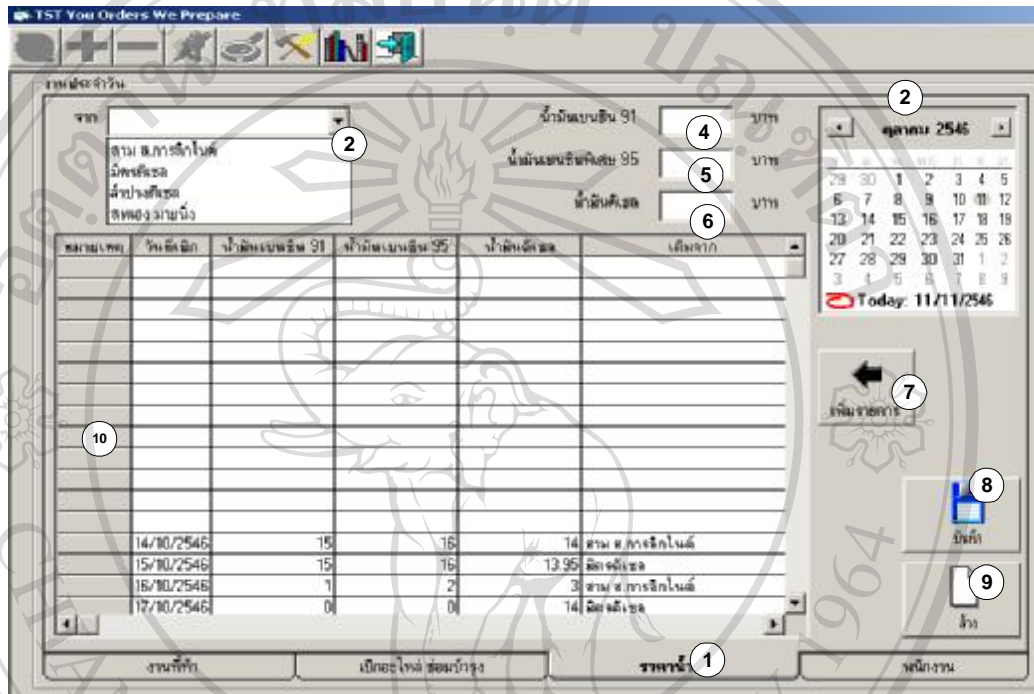 TST You Orders We Prepare
งานประจำวัน
จาก
2
สาม ส.การลิกไนต์
มิตรดีเซล
ลำปางดีเซล
สหทอง มายนิ่ง
น้ำมันเบนซิน 91 4 บาท
น้ำมันเบนซินพิเศษ 95 5 บาท
น้ำมันดีเซล 6 บาท
2
ตุลาคม 2546
29 30 1 2 3 4 5
6 7 8 9 10 11 12
13 14 15 16 17 18 19
20 21 22 23 24 25 26
27 28 29 30 31 1 2
3 4 5 6 7 8 9
Today: 11/11/2546
หมายเหตุ วันที่เบิก น้ำมันเบนซิน 91 น้ำมันเบนซิน 95 น้ำมันดีเซล เติมจาก
10
14/10/2546 15 16 14 สาม ส.การลิกไนต์
15/10/2546 15 16 13.95 มิตรดีเซล
16/10/2546 1 2 3 สาม ส.การลิกไนต์
17/10/2546 0 0 14 มิตรดีเซล
7
เพิ่มรายการ
8
บันทึก
9
ล้าง
งานที่ทำ เบิกอะไหล่ ซ่อมบำรุง ราคาน้ำ 1 พนักงาน
1964